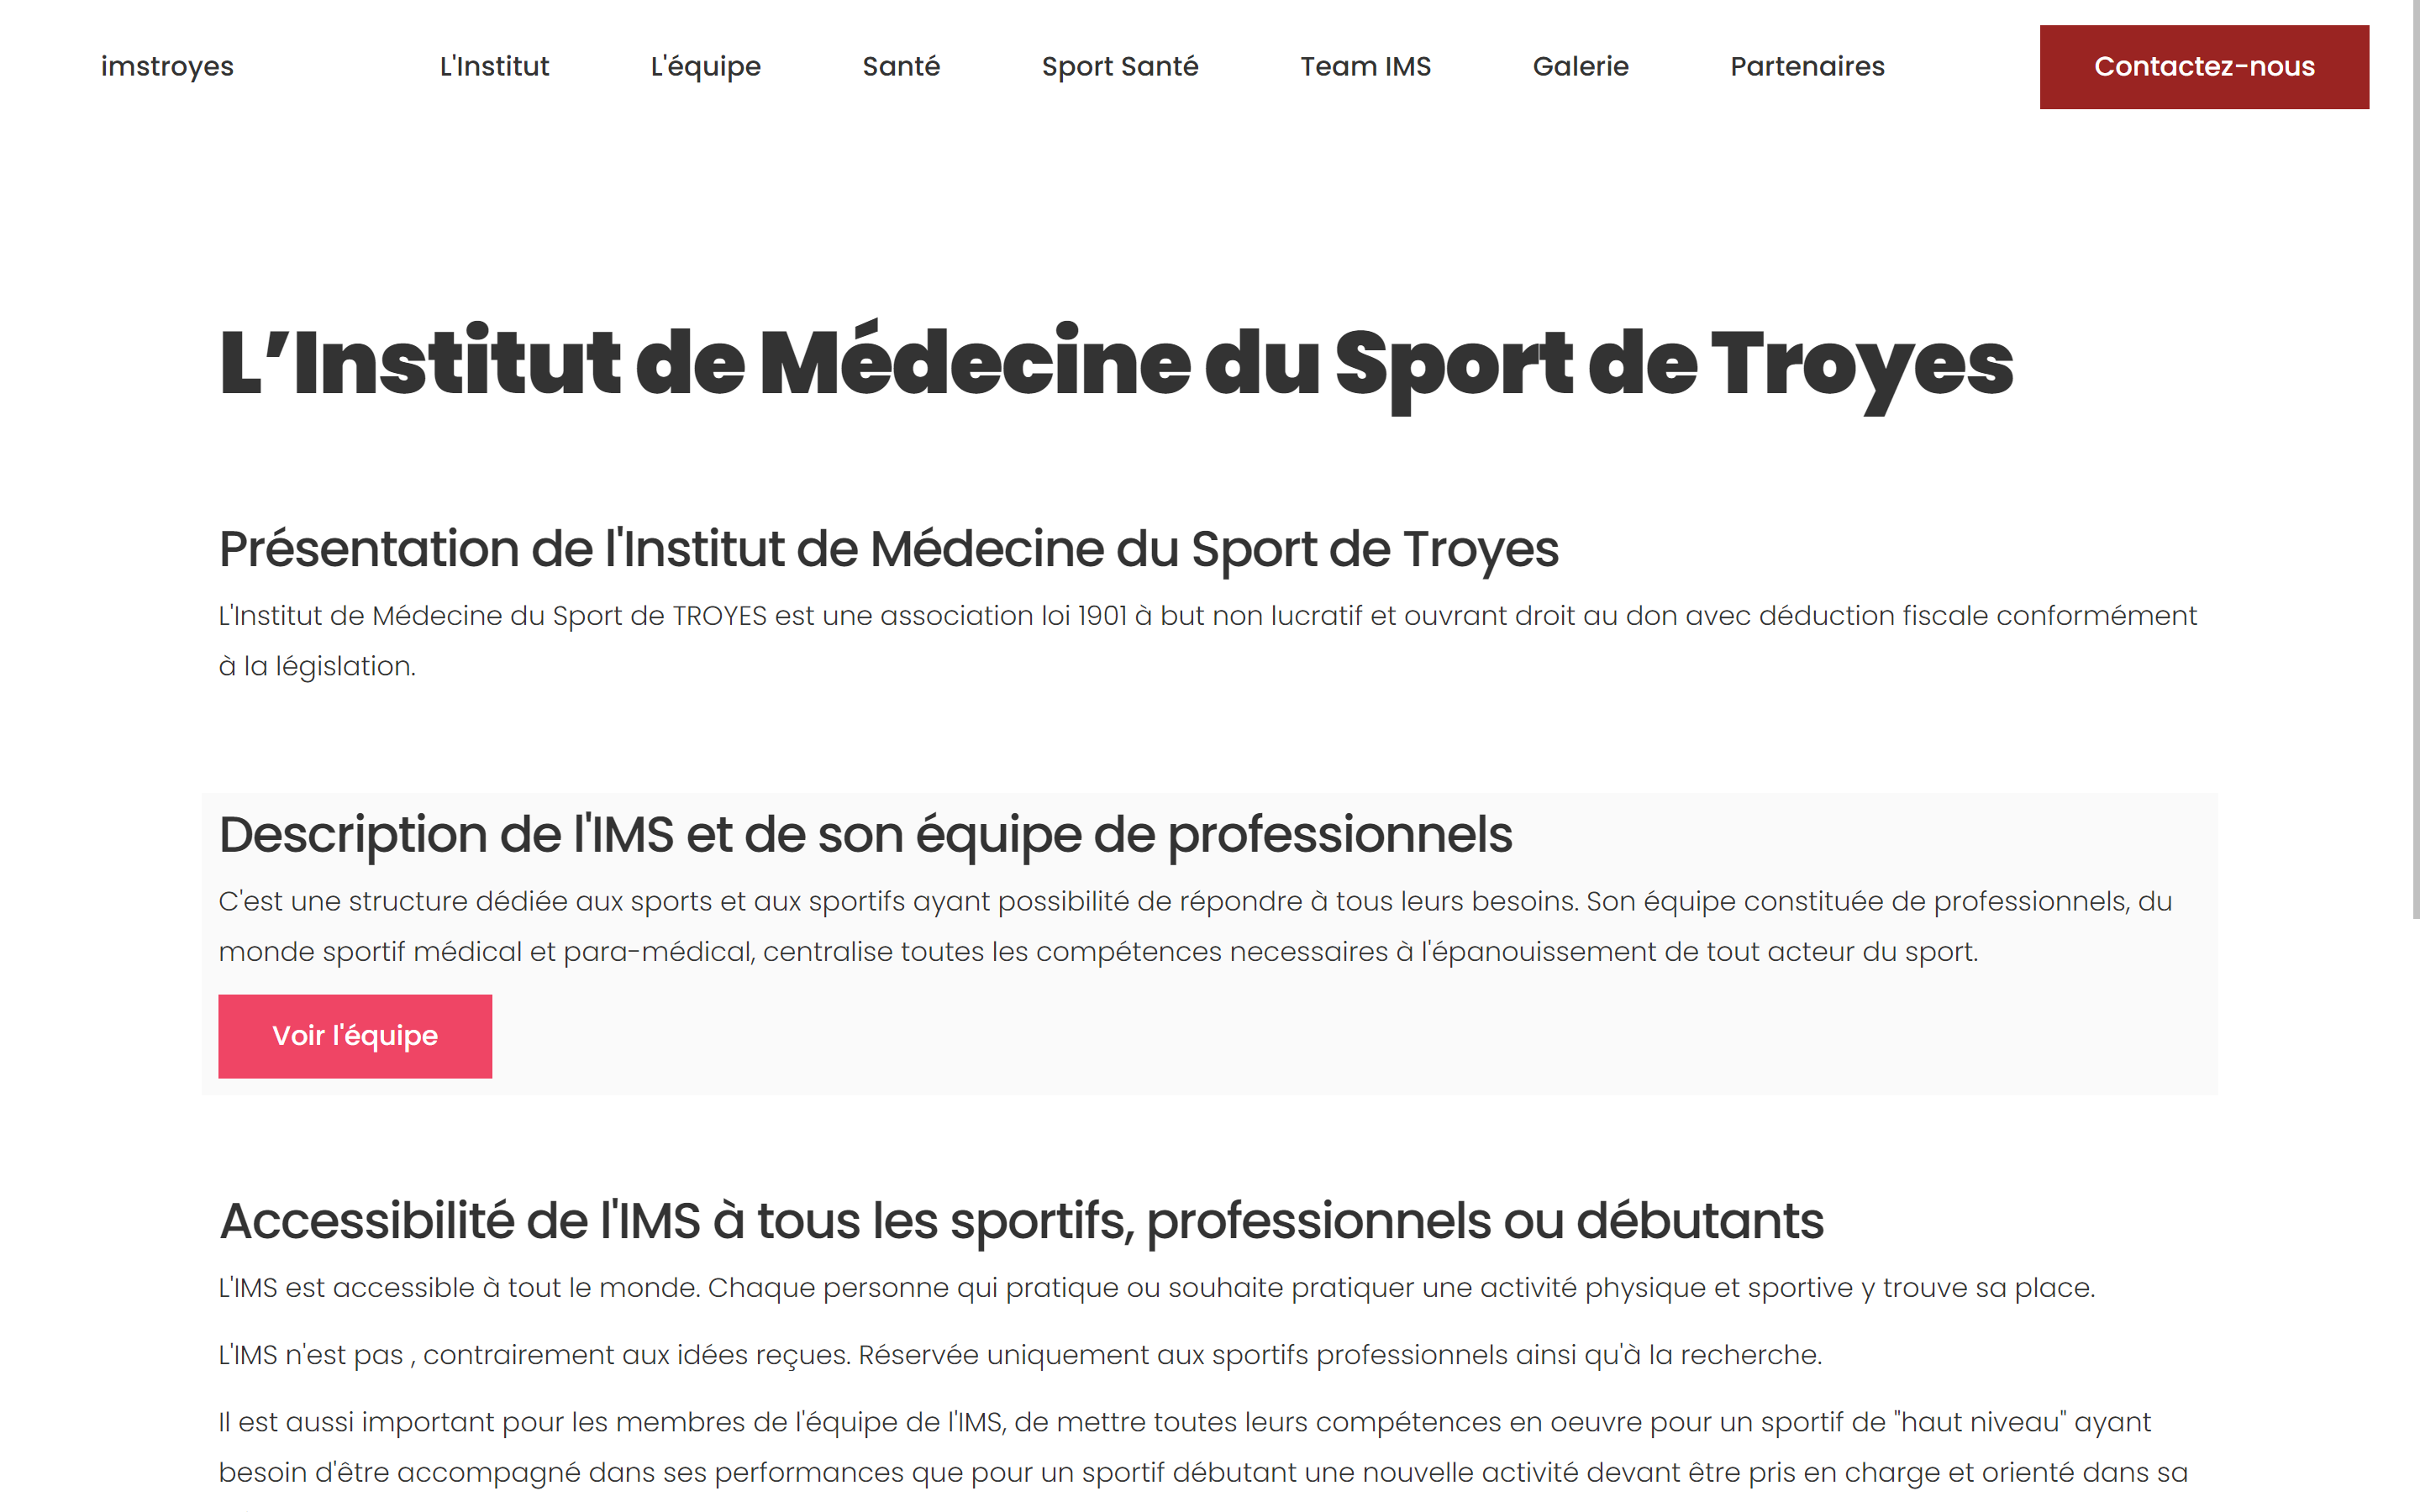 imstroyes
L'Institut
L'équipe
Santé
Sport Santé
Team IMS
Galerie
Partenaires
Contactez-nous
L’Institut de Médecine du Sport de Troyes
Présentation de l'Institut de Médecine du Sport de Troyes
L'Institut de Médecine du Sport de TROYES est une association loi 1901 à but non lucratif et ouvrant droit au don avec déduction fiscale conformément
à la législation.
Description de l'IMS et de son équipe de professionnels
C'est une structure dédiée aux sports et aux sportifs ayant possibilité de répondre à tous leurs besoins. Son équipe constituée de professionnels, du
monde sportif médical et para-médical, centralise toutes les compétences necessaires à l'épanouissement de tout acteur du sport.
Voir l'équipe
Accessibilité de l'IMS à tous les sportifs, professionnels ou débutants
L'IMS est accessible à tout le monde. Chaque personne qui pratique ou souhaite pratiquer une activité physique et sportive y trouve sa place.
L'IMS n'est pas , contrairement aux idées reçues. Réservée uniquement aux sportifs professionnels ainsi qu'à la recherche.
Il est aussi important pour les membres de l'équipe de l'IMS, de mettre toutes leurs compétences en oeuvre pour un sportif de "haut niveau" ayant
besoin d'être accompagné dans ses performances que pour un sportif débutant une nouvelle activité devant être pris en charge et orienté dans sa